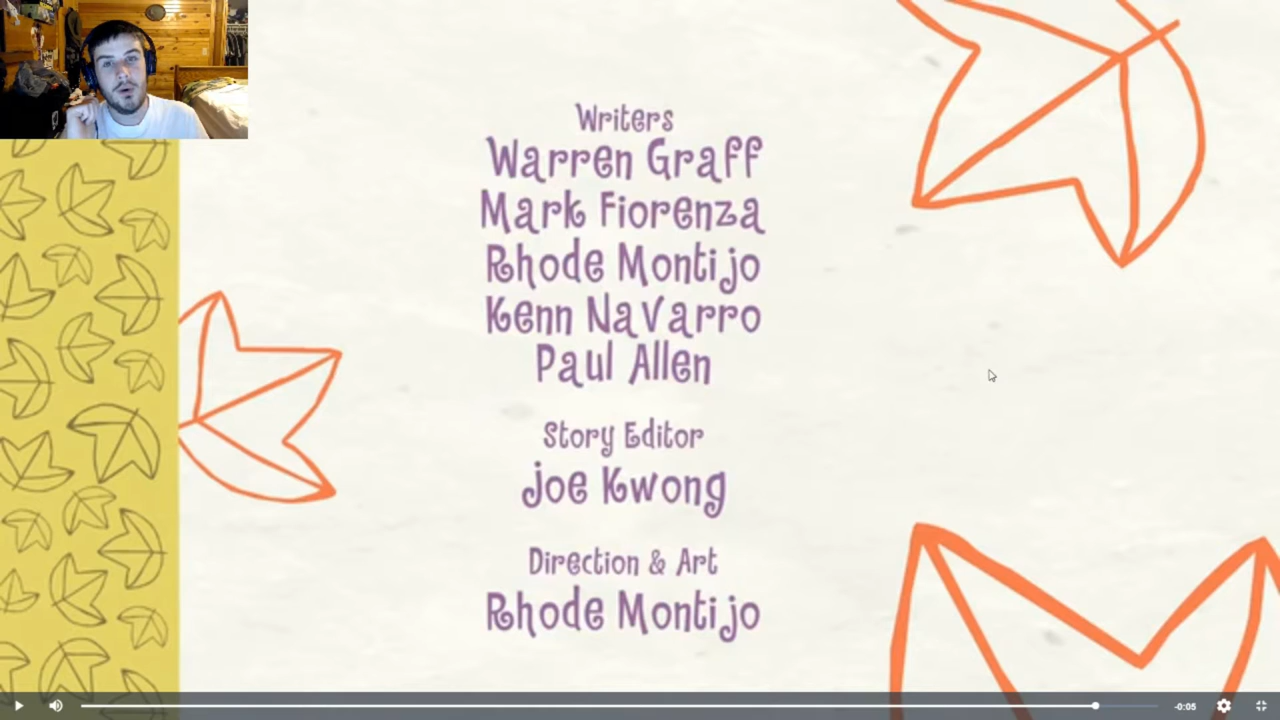 Writers
Warren Graff
Mark Fiorenza
Rhode Montijo
Kenn Navarro
Paul Allen
Story Editor
Joe Kwong
Direction & Art
Rhode Montijo
-0:05